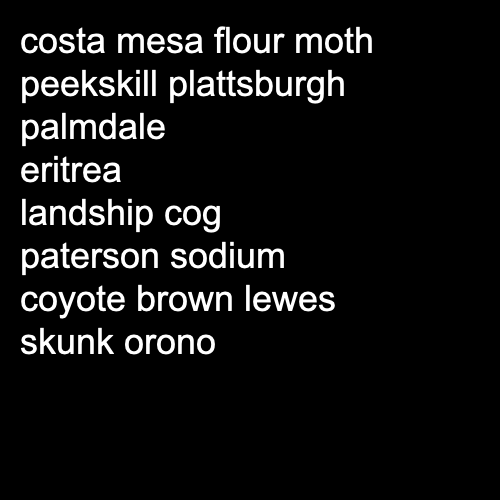 costa mesa flour moth
peekskill plattsburgh
palmdale
eritrea
landship cog
paterson sodium
coyote brown lewes
skunk orono